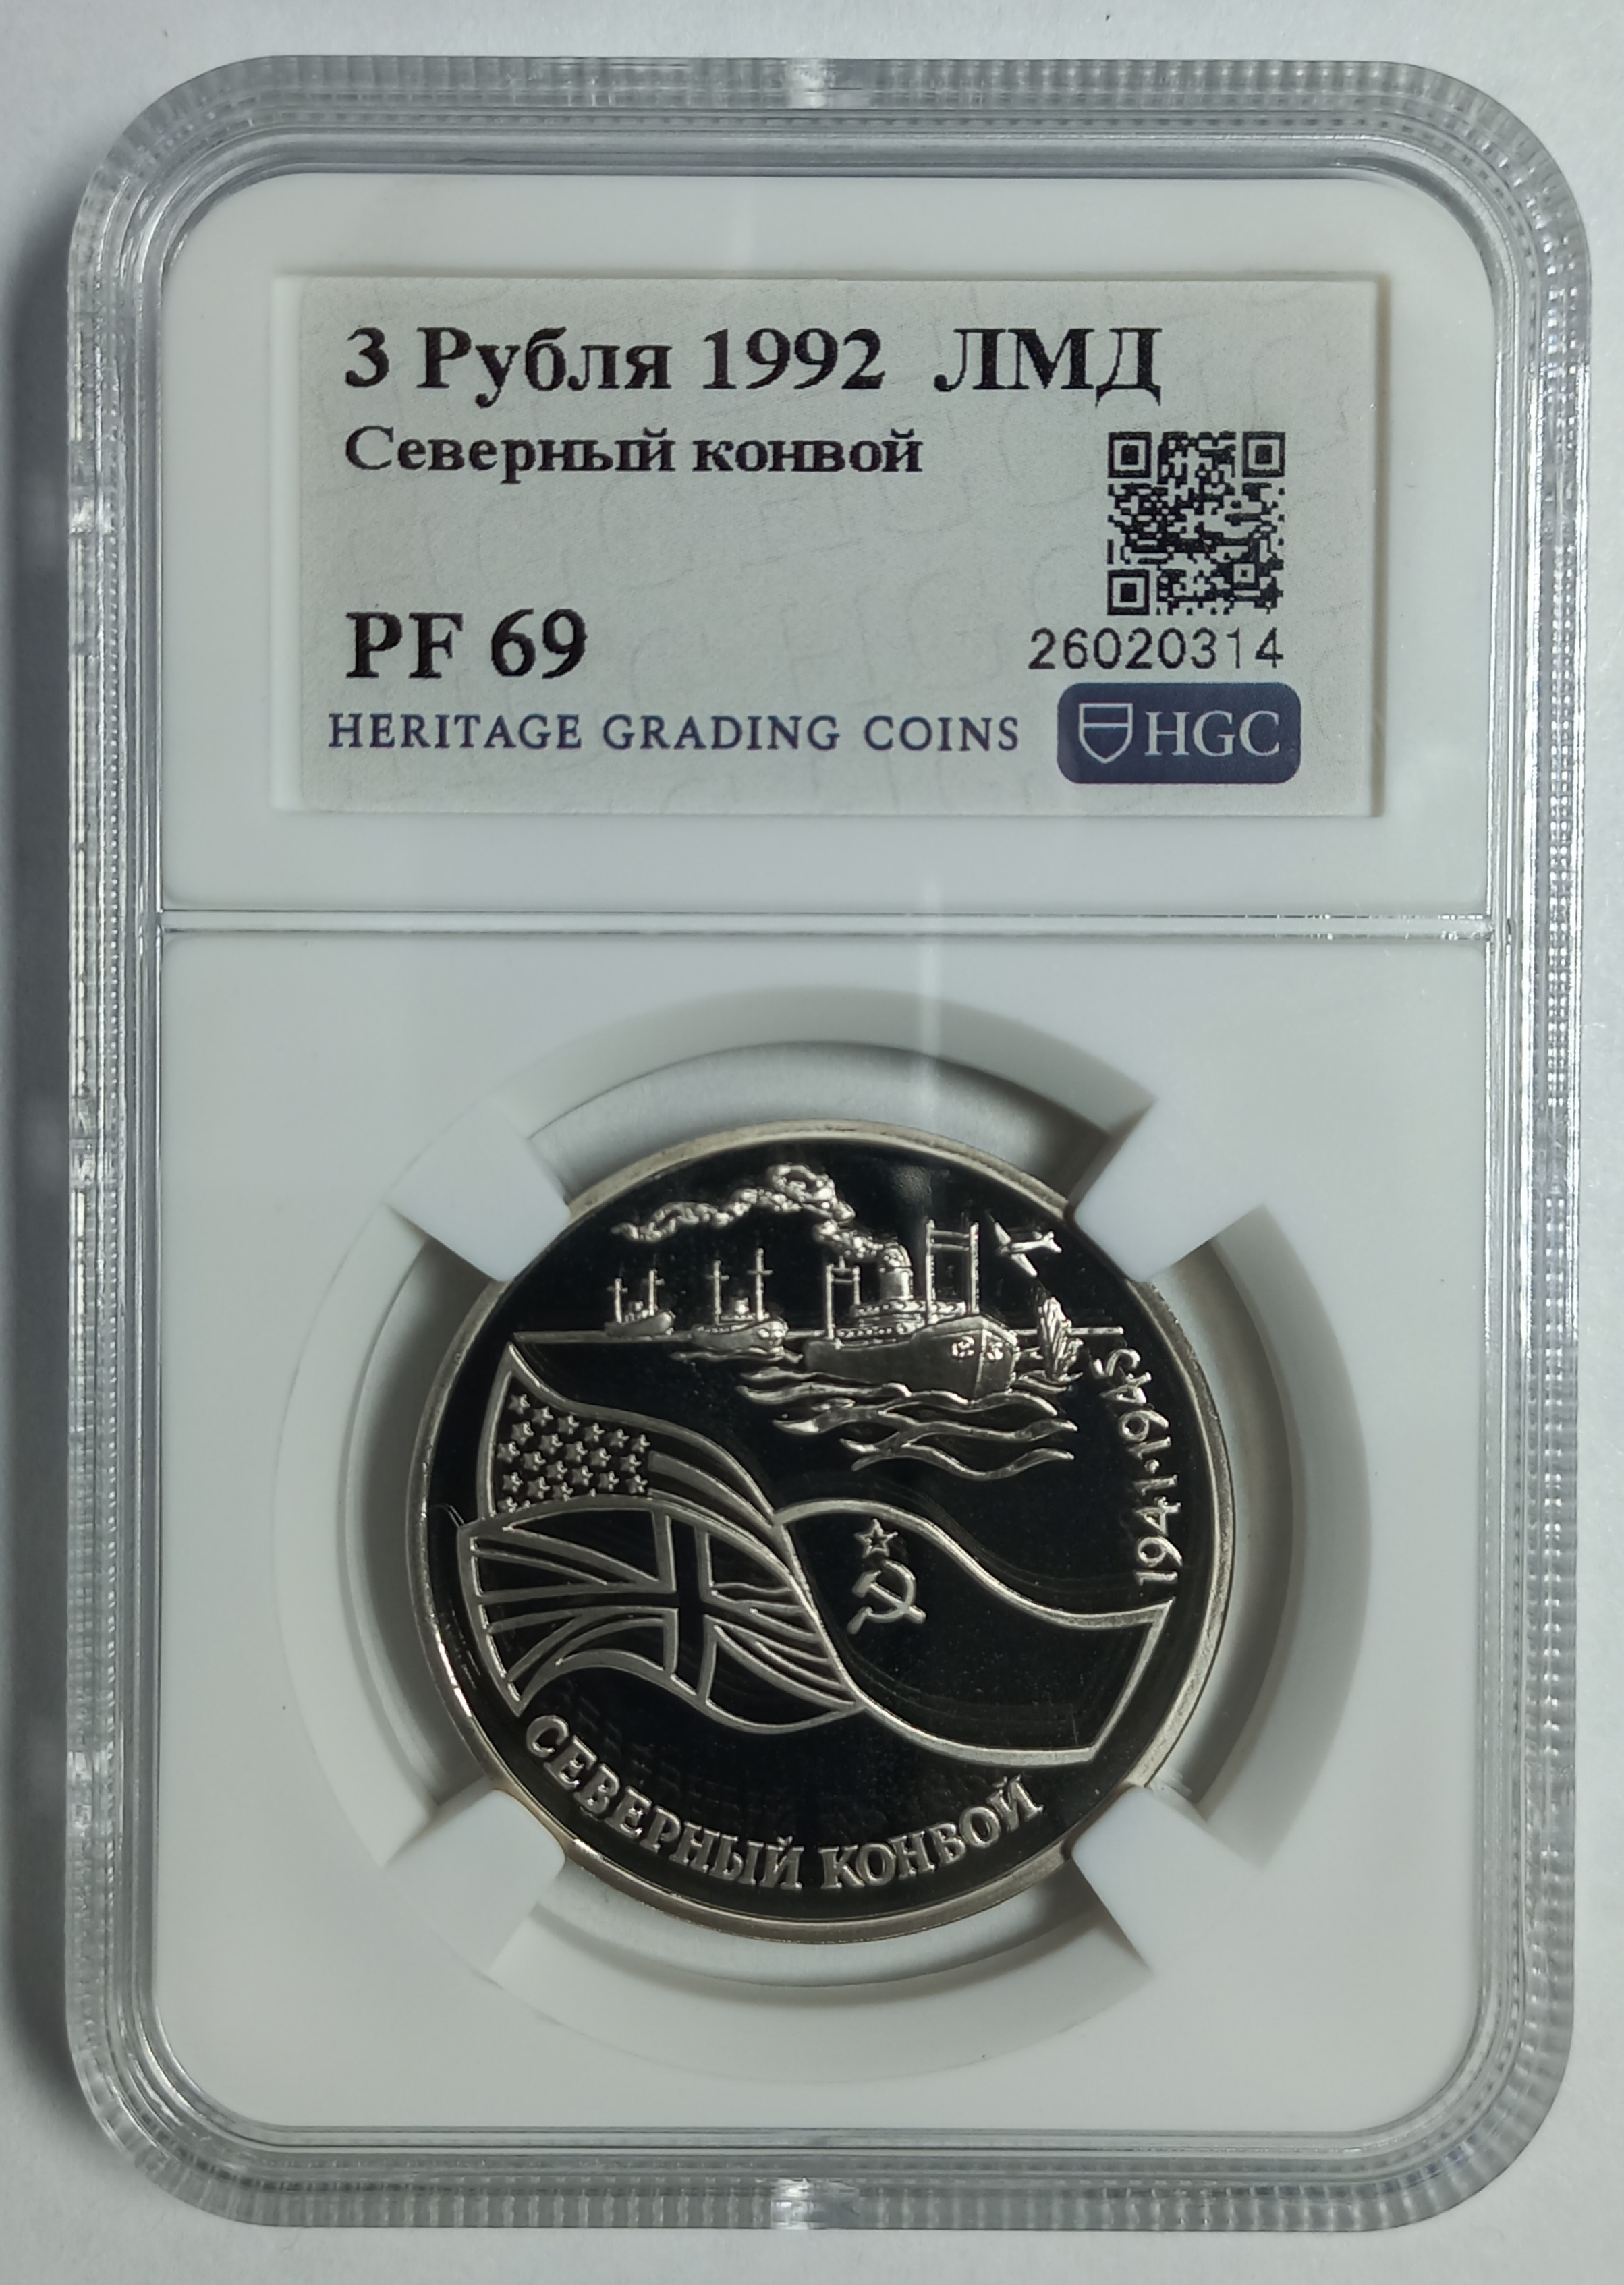 3 Рубля 1992 ЛМД
Северный конвой
PF 69
26020314
HERITAGE GRADING COINS HGC
1941·1945
СЕВЕРНЫЙ КОНВОЙ